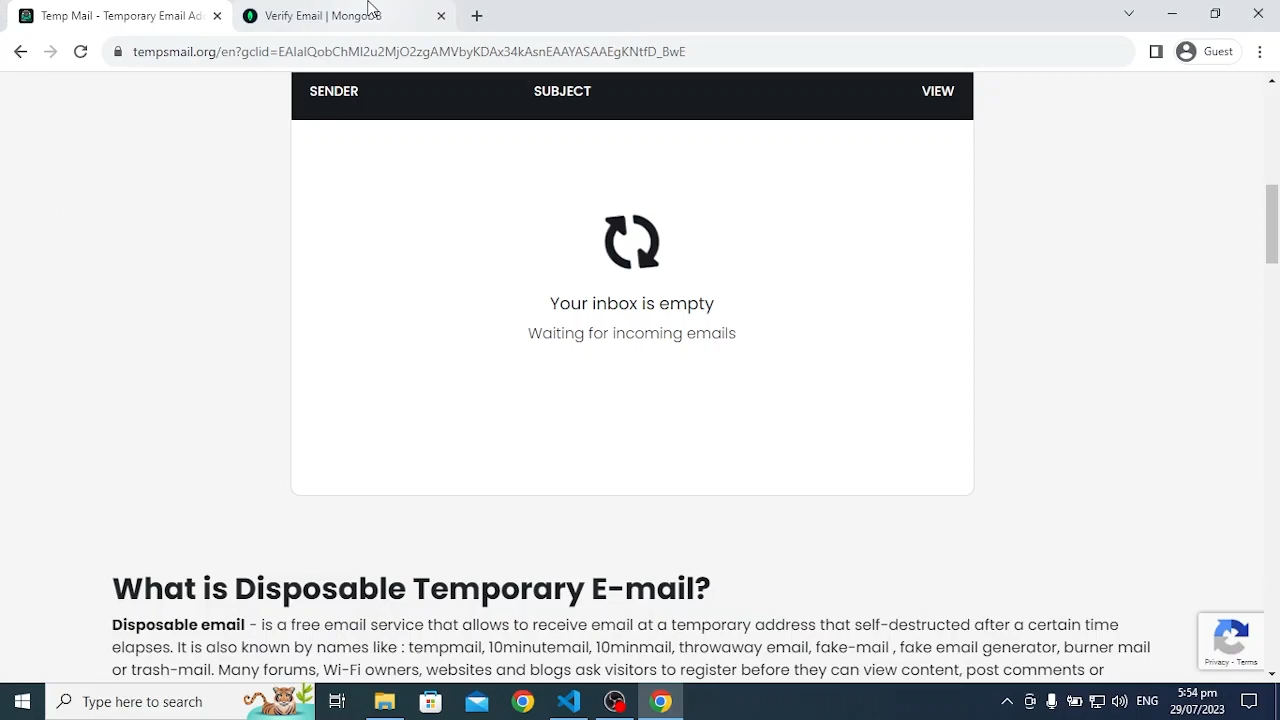 Temp Mail - Temporary Email Ad
Verify Email | MongoDB
tempsmail.org/en?gclid=EAIaIQobChMI2u2MjO2zgAMVbyKDAx34kAsnEAAYASAAEgKNtfD_BwE
Guest
SENDER SUBJECT VIEW
Your inbox is empty
Waiting for incoming emails
What is Disposable Temporary E-mail?
Disposable email - is a free email service that allows to receive email at a temporary address that self-destructed after a certain time
elapses. It is also known by names like : tempmail, 10minutemail, 10minmail, throwaway email, fake-mail , fake email generator, burner mail
or trash-mail. Many forums, Wi-Fi owners, websites and blogs ask visitors to register before they can view content, post comments or
Privacy - Terms
Type here to search
ENG
5:54 pm
29/07/2023